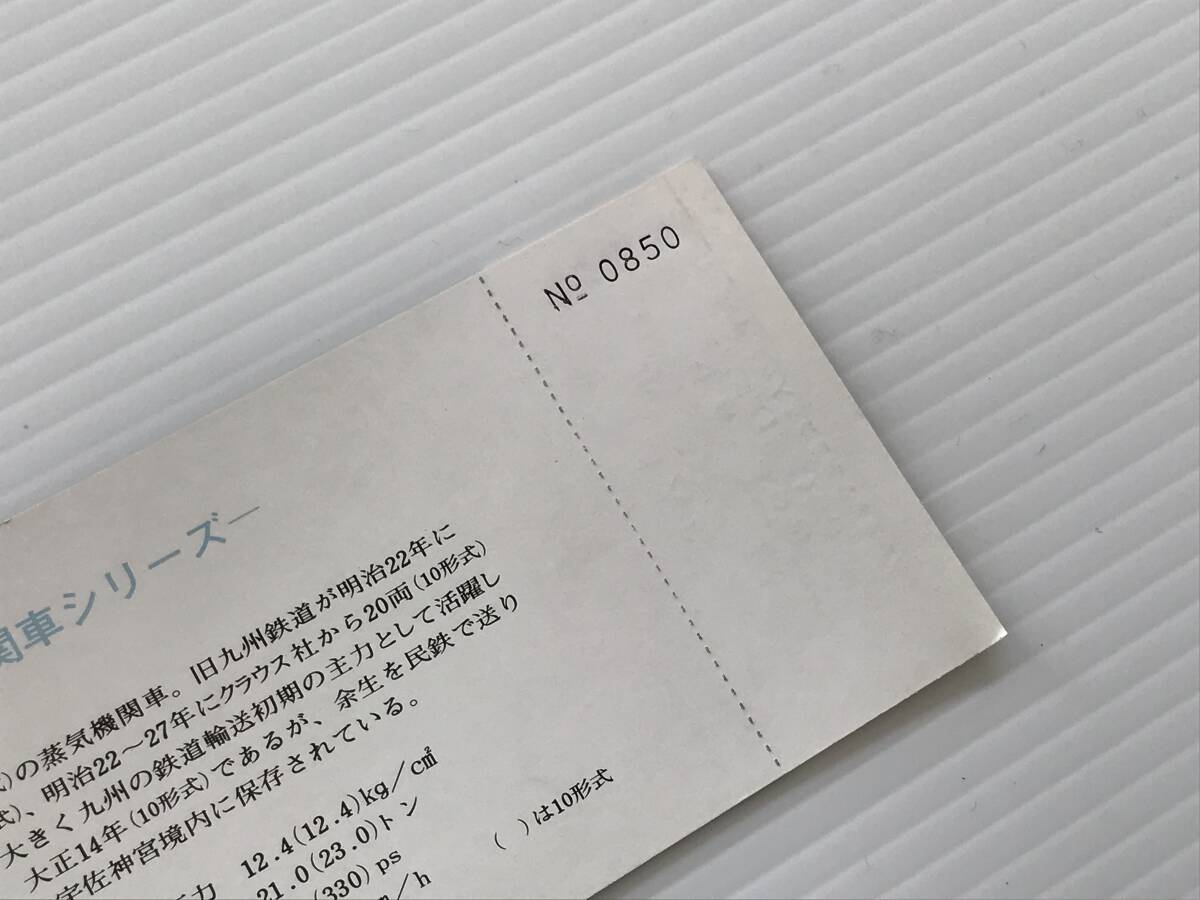 № 0850
関車シリーズ―
の蒸気機関車。旧九州鉄道が明治22年に
式)、明治22〜27年にクラウス社から20両(10形式)
大きく九州の鉄道輸送初期の主力として活躍し
大正14年(10形式)であるが、余生を民鉄で送り
宇佐神宮境内に保存されている。
力 12.4(12.4)kg/c㎡
21.0(23.0)トン
(330)ps
/h
( )は10形式